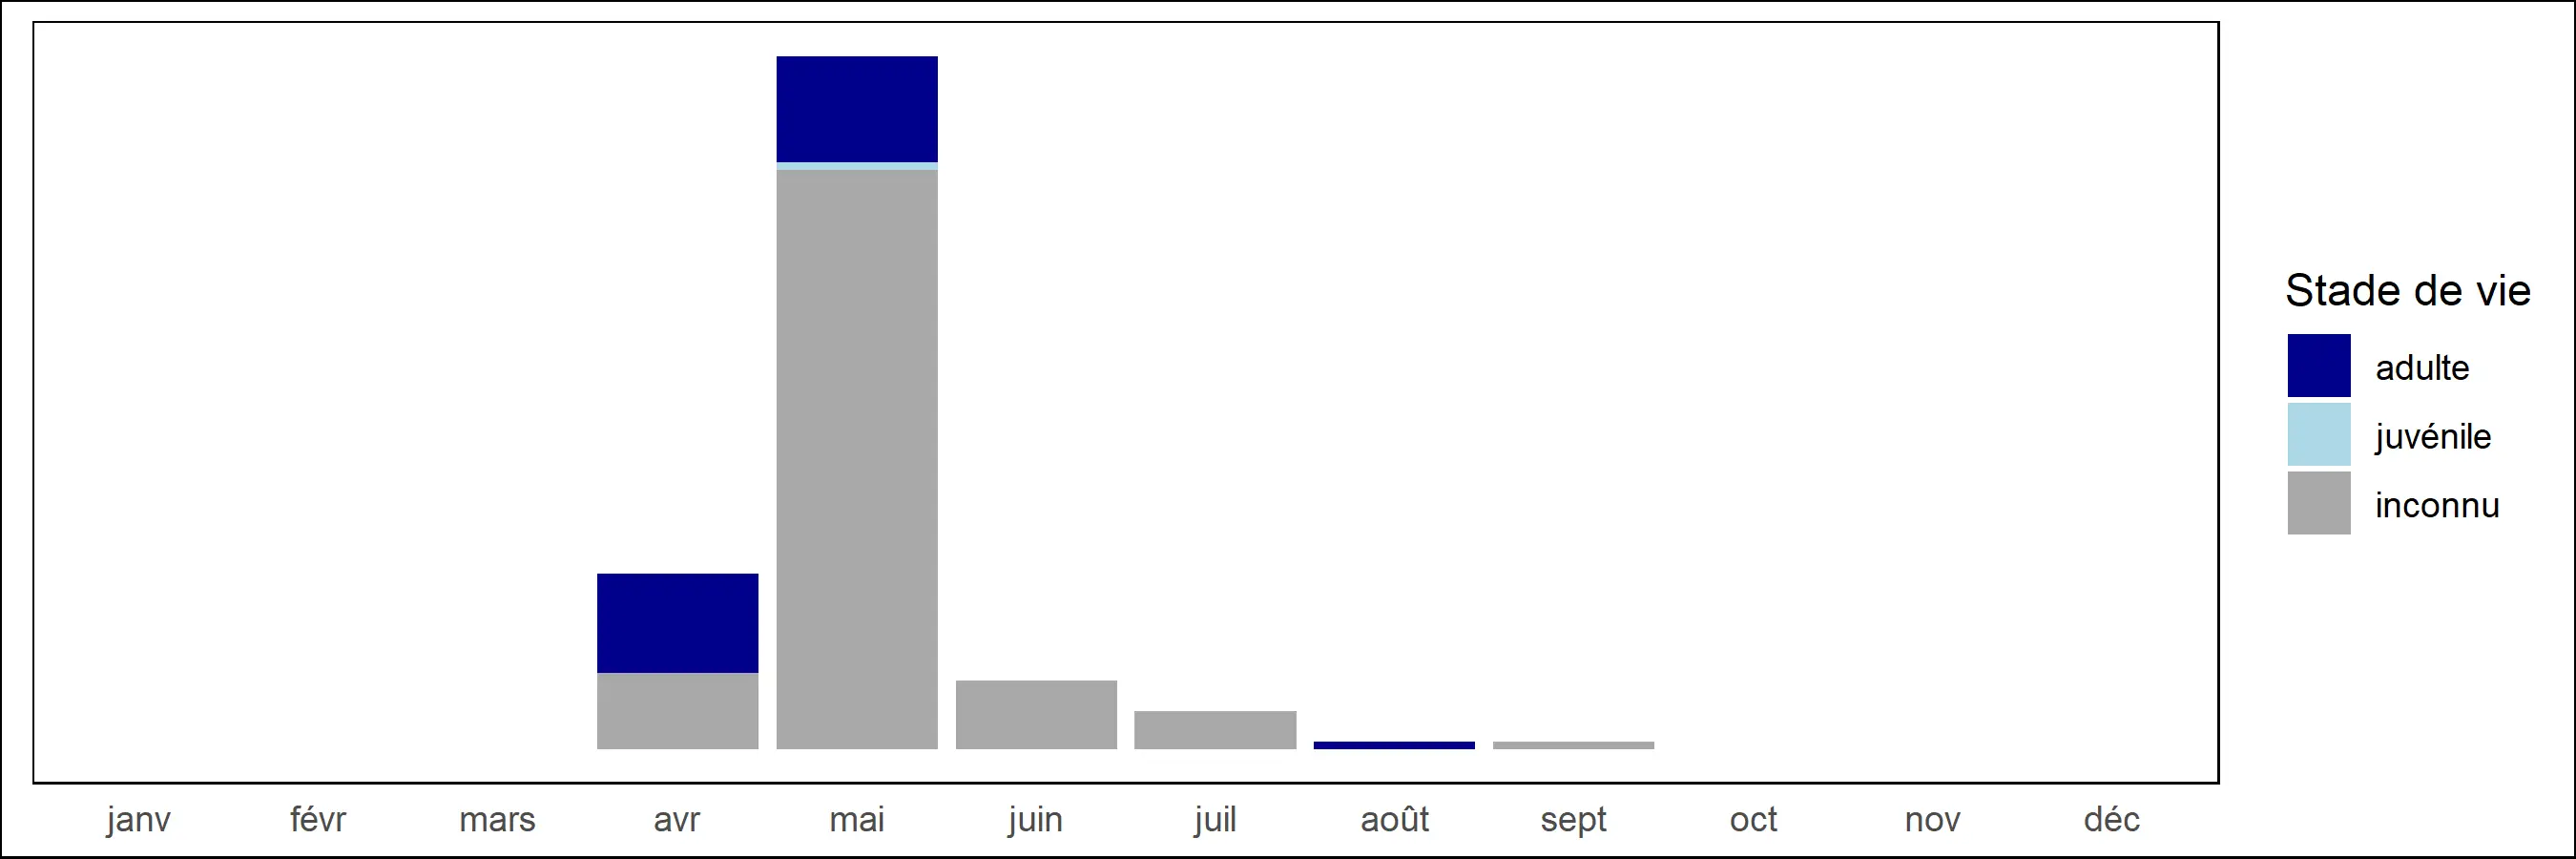 Stade de vie
adulte
juvénile
inconnu
janv févr mars avr mai juin juil août sept oct nov déc